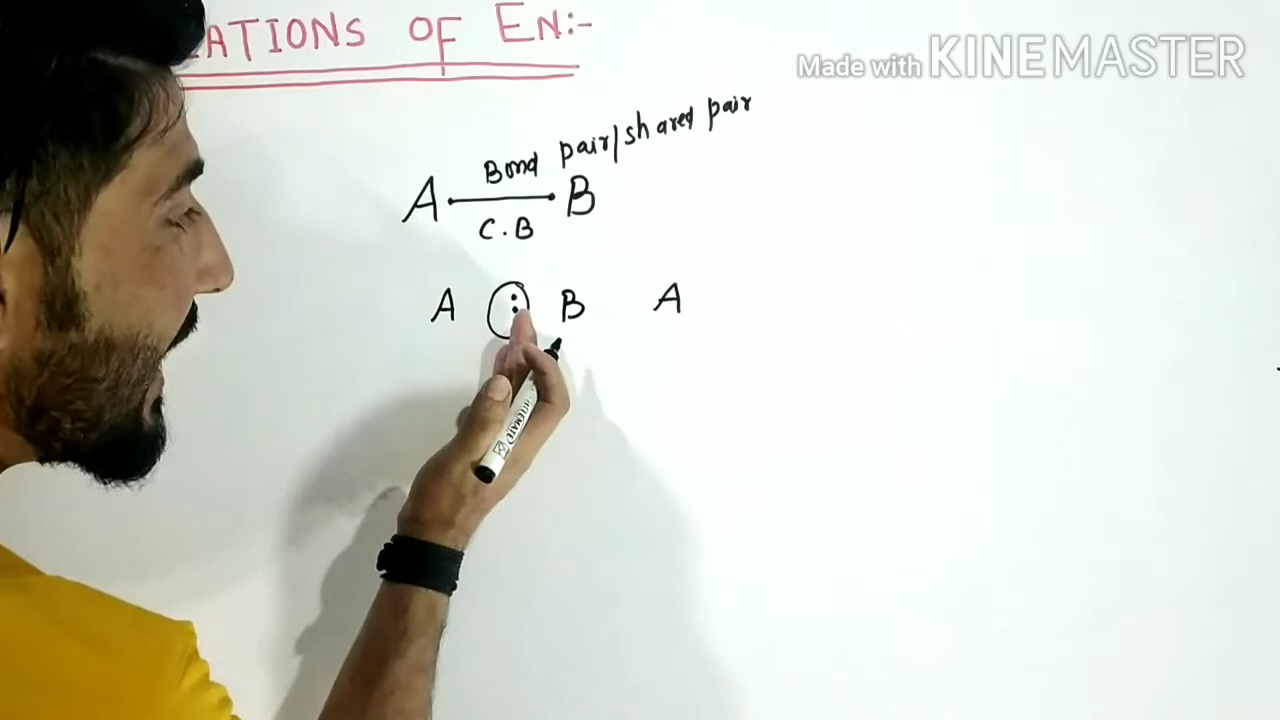 ATIONS OF EN:-
Made with KINEMASTER
Bond pair/shared pair
A B
C.B
A : B A